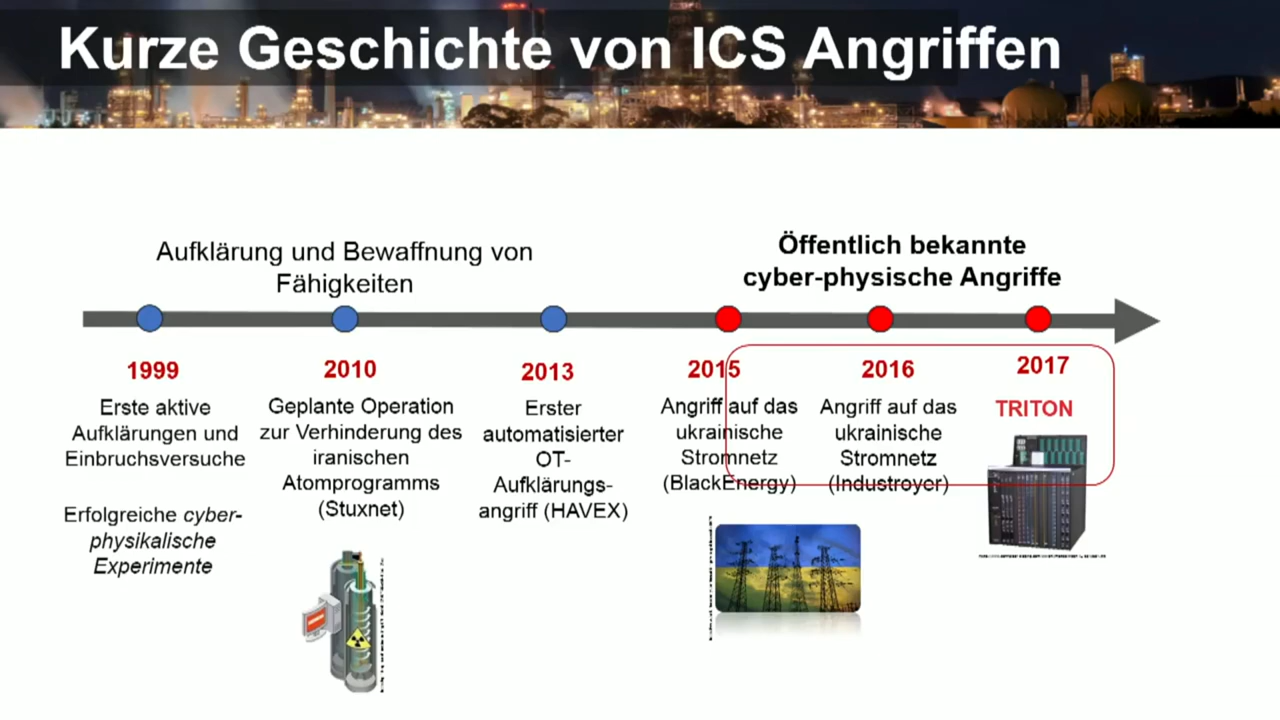 Kurze Geschichte von ICS Angriffen
Aufklärung und Bewaffnung von
Fähigkeiten
Öffentlich bekannte
cyber-physische Angriffe
1999
Erste aktive
Aufklärungen und
Einbruchsversuche
Erfolgreiche cyber-
physikalische
Experimente
2010
Geplante Operation
zur Verhinderung des
iranischen
Atomprogramms
(Stuxnet)
2013
Erster
automatisierter
OT-
Aufklärungs-
angriff (HAVEX)
2015
Angriff auf das
ukrainische
Stromnetz
(BlackEnergy)
2016
Angriff auf das
ukrainische
Stromnetz
(Industroyer)
2017
TRITON